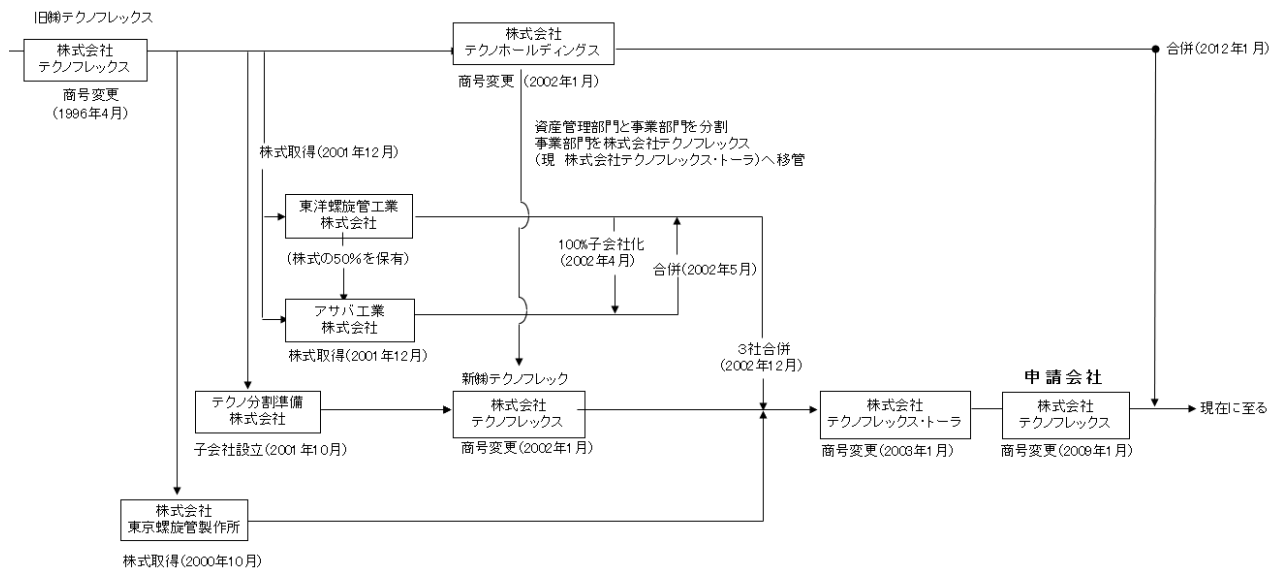 旧㈱テクノフレックス
株式会社
テクノフレックス
商号変更
(1996年4月)
株式会社
テクノホールディングス
商号変更 (2002年1月)
合併(2012年1月)
資産管理部門と事業部門を分割
事業部門を株式会社テクノフレックス
(現 株式会社テクノフレックス・トーラ)へ移管
株式取得(2001年12月)
東洋螺旋管工業
株式会社
(株式の50%を保有)
100%子会社化
(2002年4月)
合併(2002年5月)
アサバ工業
株式会社
株式取得(2001年12月)
3社合併
(2002年12月)
テクノ分割準備
株式会社
子会社設立(2001年10月)
新㈱テクノフレック
株式会社
テクノフレックス
商号変更(2002年1月)
株式会社
テクノフレックス・トーラ
商号変更(2003年1月)
申請会社
株式会社
テクノフレックス
商号変更(2009年1月)
現在に至る
株式会社
東京螺旋管製作所
株式取得(2000年10月)